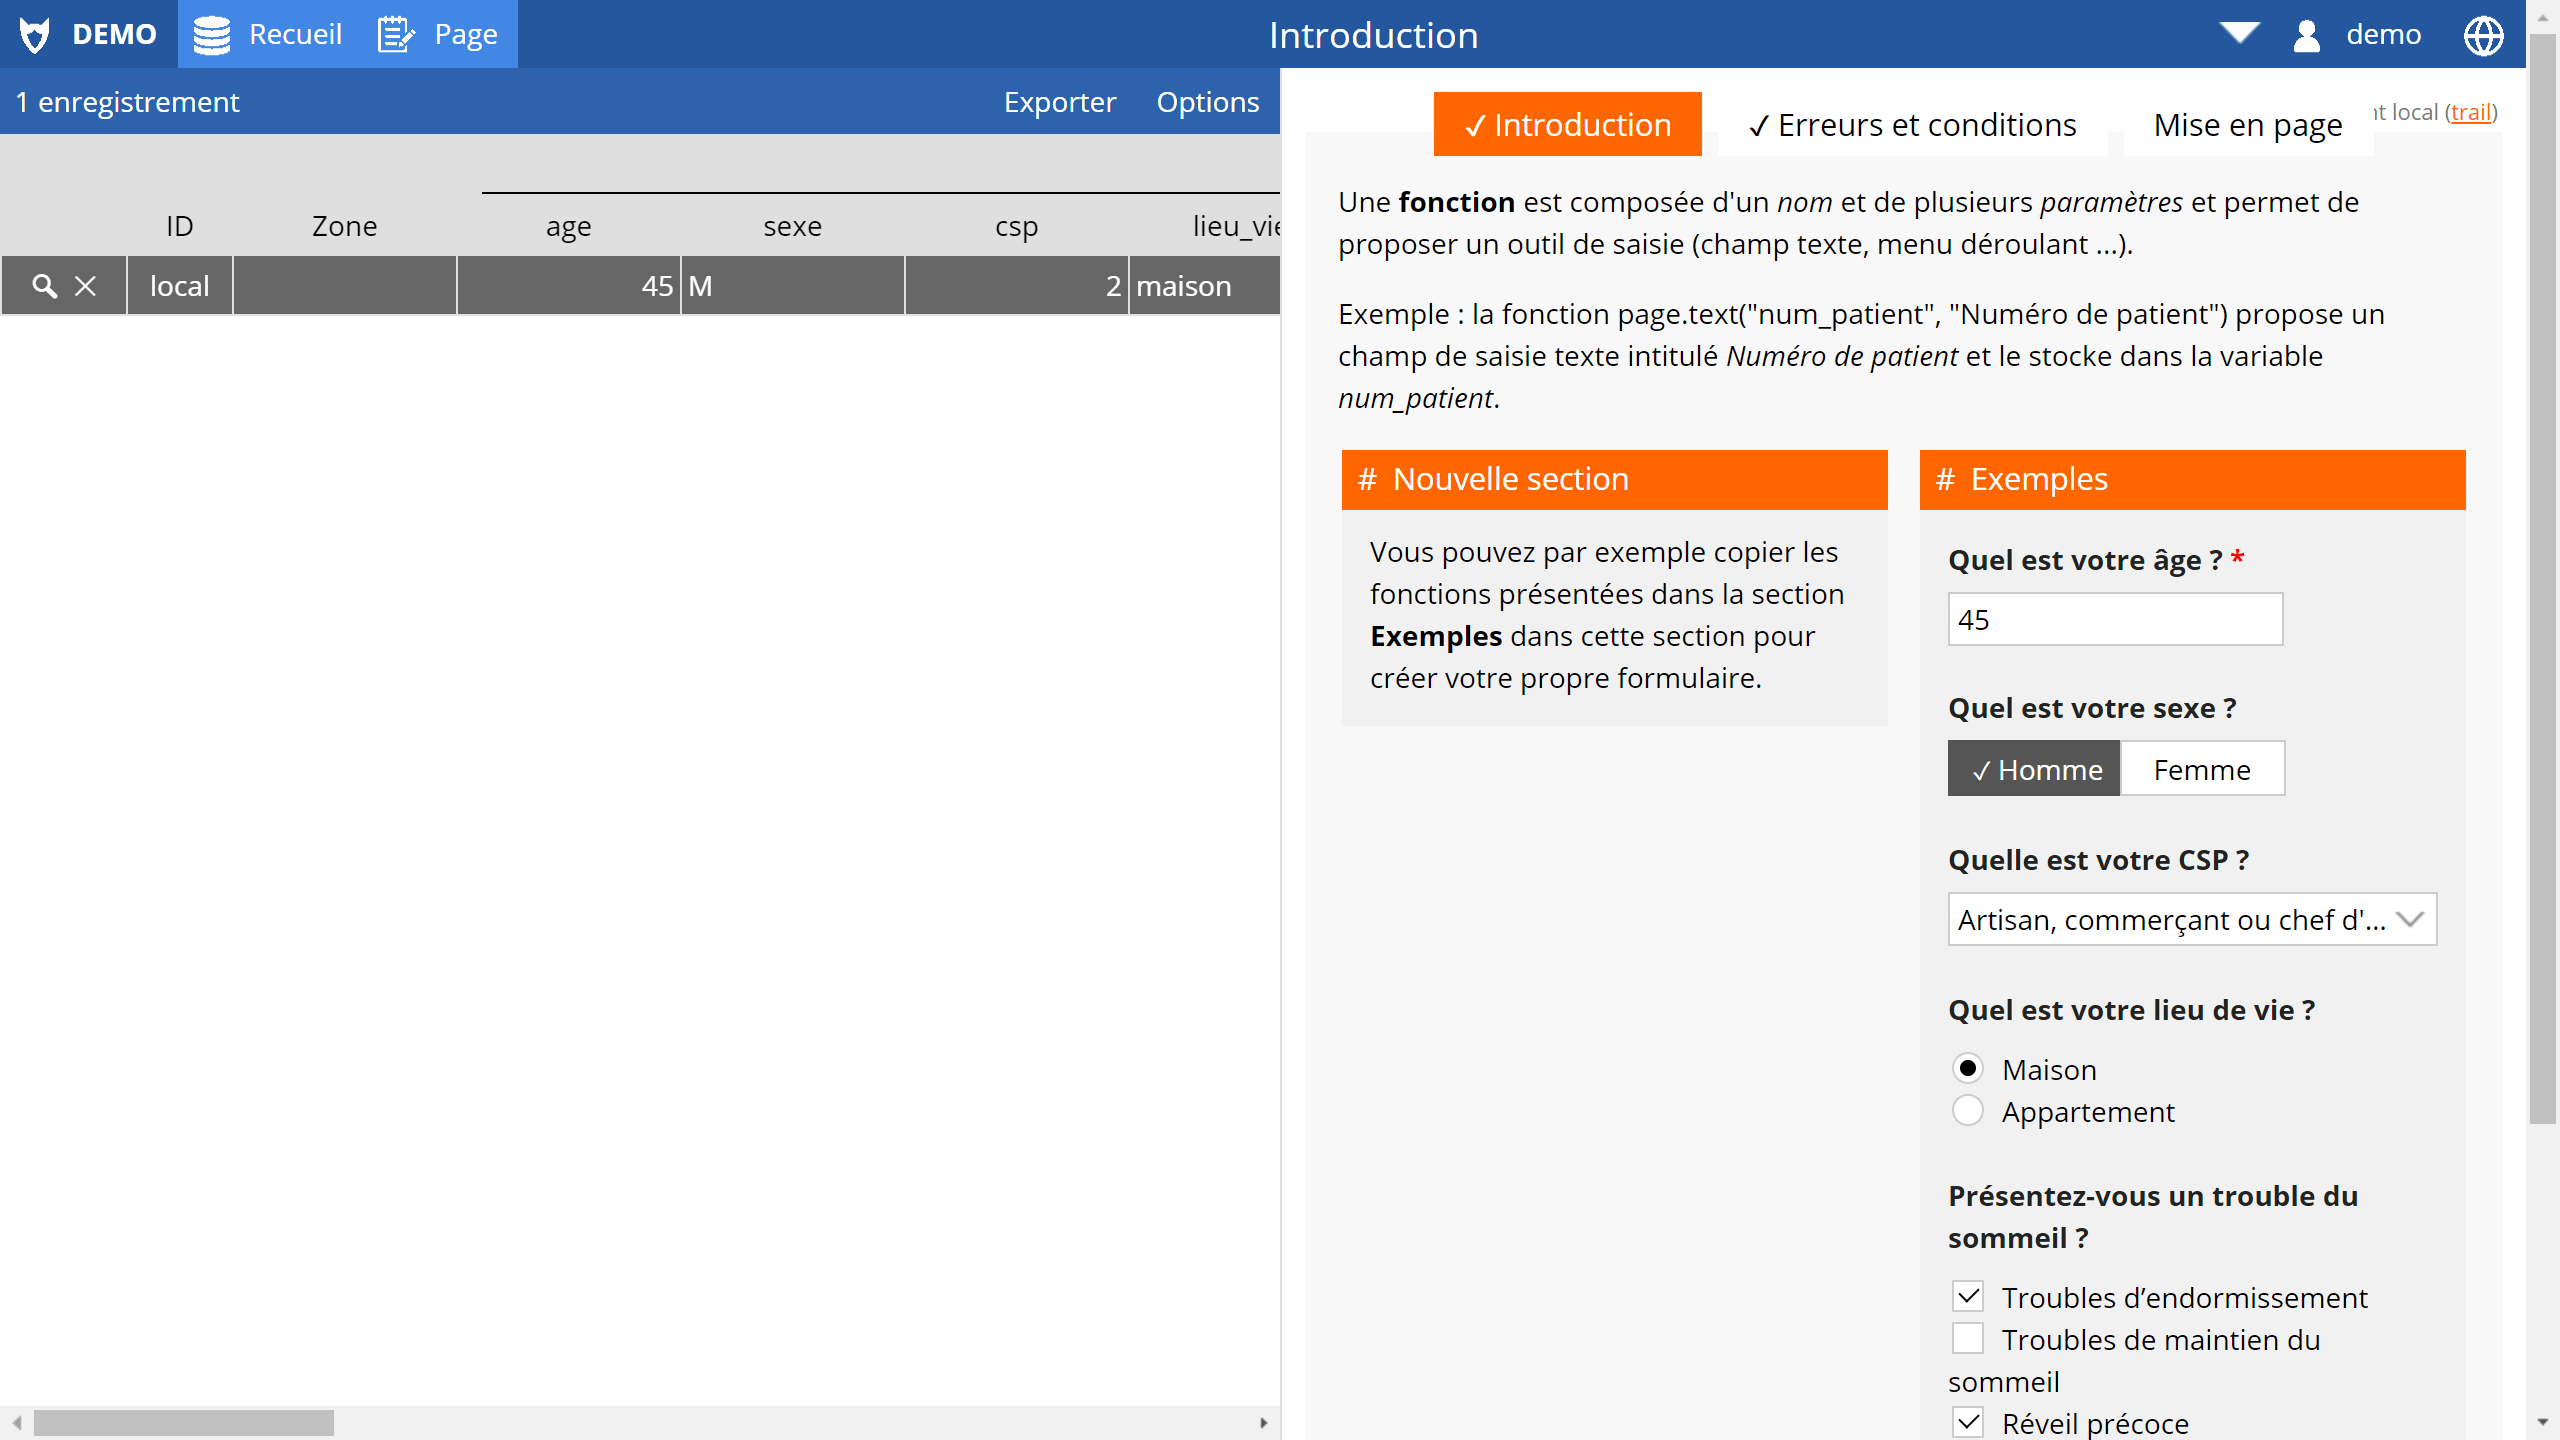 DEMO Recueil Page Introduction demo
1 enregistrement Exporter Options
local (trail)
✓ Introduction ✓ Erreurs et conditions Mise en page
ID Zone age sexe csp
local 45 M 2 maison
Une fonction est composée d'un nom et de plusieurs paramètres et permet de
proposer un outil de saisie (champ texte, menu déroulant ...).
Exemple : la fonction page.text("num_patient", "Numéro de patient") propose un
champ de saisie texte intitulé Numéro de patient et le stocke dans la variable
num_patient.
# Nouvelle section
Vous pouvez par exemple copier les
fonctions présentées dans la section
Exemples dans cette section pour
créer votre propre formulaire.
# Exemples
Quel est votre âge ? *
45
Quel est votre sexe ?
✓ Homme Femme
Quelle est votre CSP ?
Artisan, commerçant ou chef d'...
Quel est votre lieu de vie ?
Maison
Appartement
Présentez-vous un trouble du
sommeil ?
Troubles d’endormissement
Troubles de maintien du
sommeil
Réveil précoce